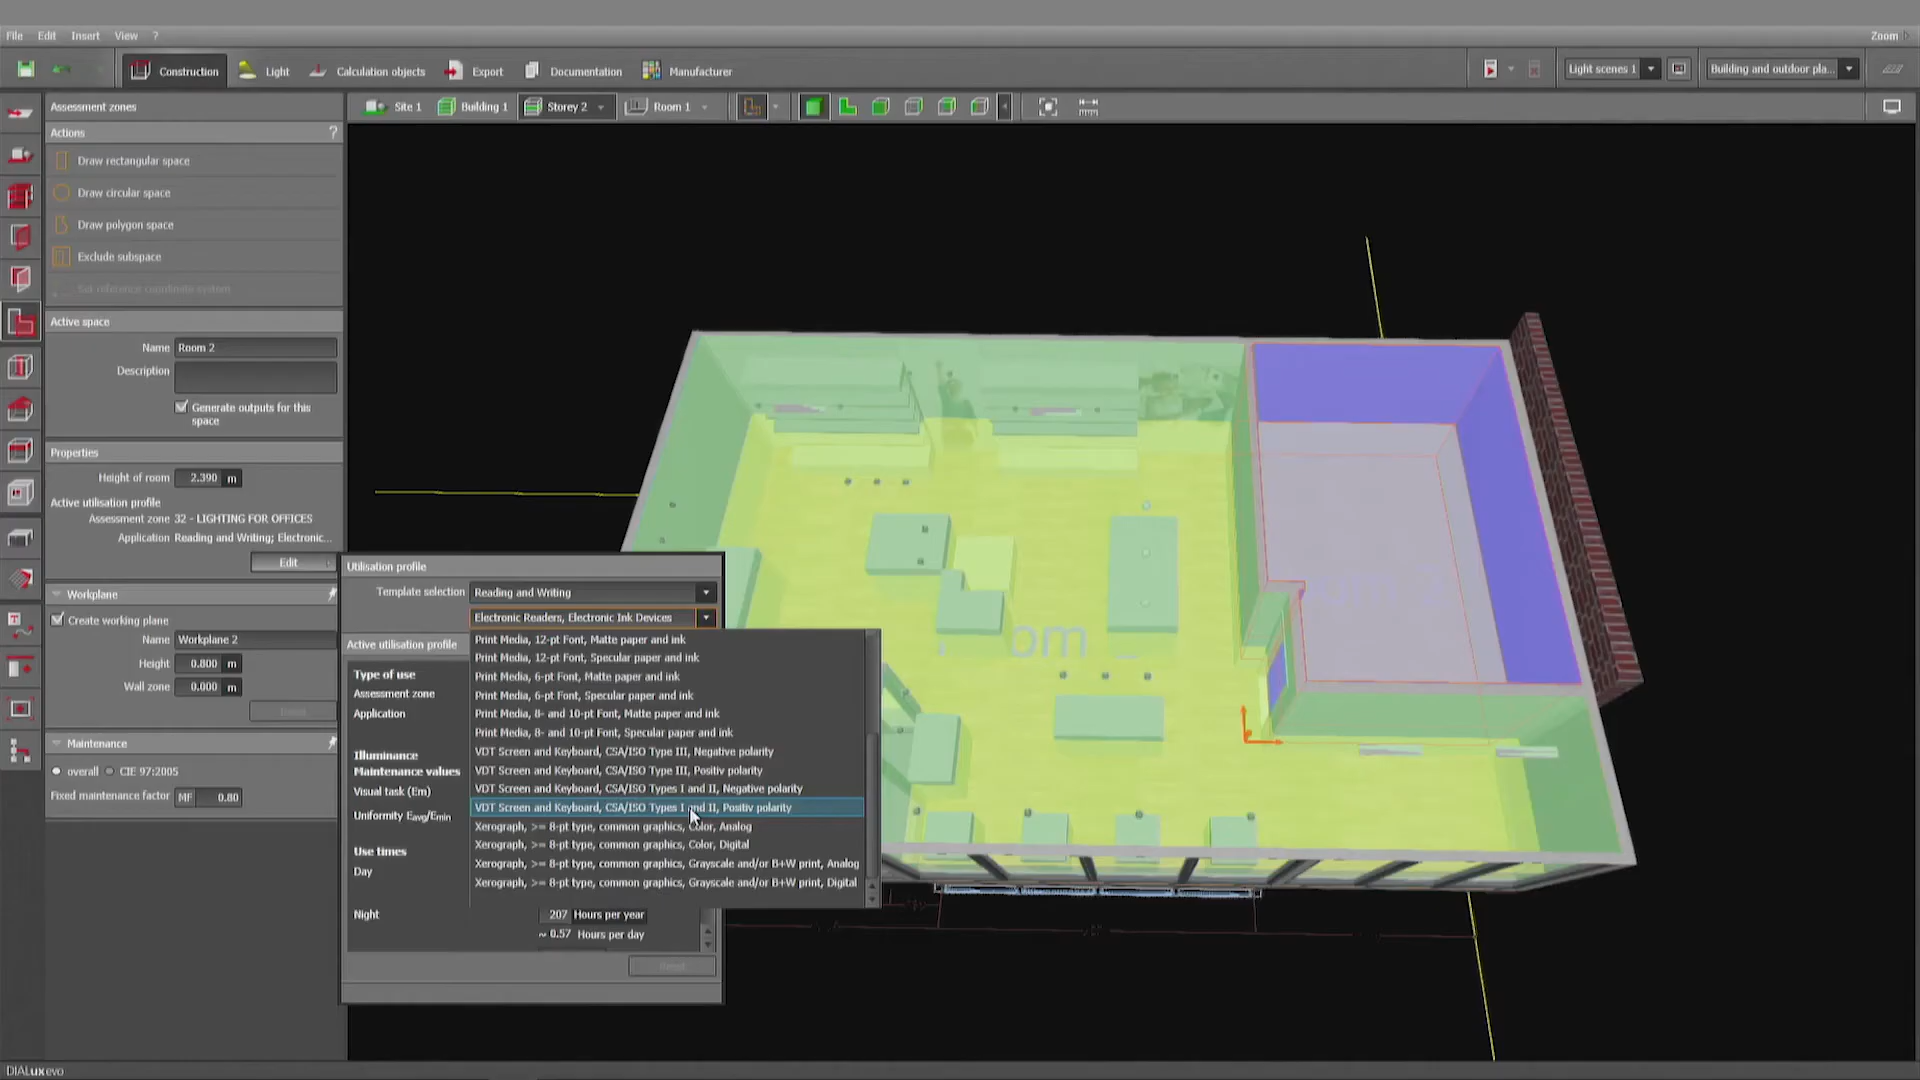 File Edit Insert View ?
Zoom
Construction Light Calculation objects Export Documentation Manufacturer
Light scenes 1 Building and outdoor pla...
Assessment zones
Site 1 Building 1 Storey 2 Room 1
Actions ?
Draw rectangular space
Draw circular space
Draw polygon space
Exclude subspace
Set reference coordinate system
Active space
Name Room 2
Description
Generate outputs for this
space
Properties
Height of room 2.390 m
Active utilisation profile
Assessment zone 32 - LIGHTING FOR OFFICES
Application Reading and Writing; Electronic...
Edit
Workplane
Create working plane
Name Workplane 2
Height 0.800 m
Wall zone 0.000 m
Maintenance
overall CIE 97:2005
Fixed maintenance factor MF 0.80
Utilisation profile
Template selection Reading and Writing
Electronic Readers, Electronic Ink Devices
Active utilisation profile
Type of use
Assessment zone
Application
Illuminance
Maintenance values
Visual task (Em)
Uniformity Eavg/Emin
Use times
Day
Night
207 Hours per year
~ 0.57 Hours per day
Print Media, 12-pt Font, Matte paper and ink
Print Media, 12-pt Font, Specular paper and ink
Print Media, 6-pt Font, Matte paper and ink
Print Media, 6-pt Font, Specular paper and ink
Print Media, 8- and 10-pt Font, Matte paper and ink
Print Media, 8- and 10-pt Font, Specular paper and ink
VDT Screen and Keyboard, CSA/ISO Type III, Negative polarity
VDT Screen and Keyboard, CSA/ISO Type III, Positiv polarity
VDT Screen and Keyboard, CSA/ISO Types I and II, Negative polarity
VDT Screen and Keyboard, CSA/ISO Types I and II, Positiv polarity
Xerograph, >= 8-pt type, common graphics, Color, Analog
Xerograph, >= 8-pt type, common graphics, Color, Digital
Xerograph, >= 8-pt type, common graphics, Grayscale and/or B+W print, Analog
Xerograph, >= 8-pt type, common graphics, Grayscale and/or B+W print, Digital
DIALux evo